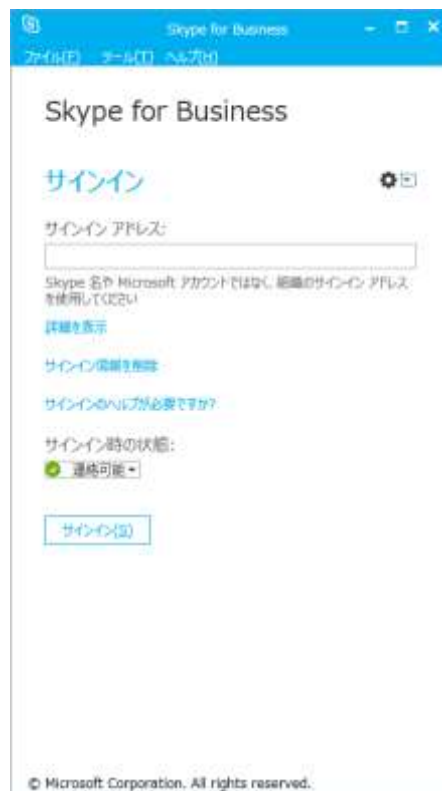 Skype for Business
ファイル(F) ツール(T) ヘルプ(H)
Skype for Business
サインイン
サインイン アドレス:
Skype 名や Microsoft アカウントではなく、組織のサインイン アドレス
を使用してください
詳細を表示
サインイン情報を削除
サインインのヘルプが必要ですか?
サインイン時の状態:
連絡可能
サインイン(S)
© Microsoft Corporation. All rights reserved.